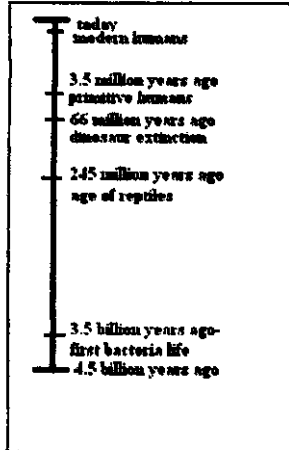 today
modern humans
3.5 million years ago
primitive humans
66 million years ago
dinosaur extinction
245 million years ago
age of reptiles
3.5 billion years ago-
first bacteria life
4.5 billion years ago